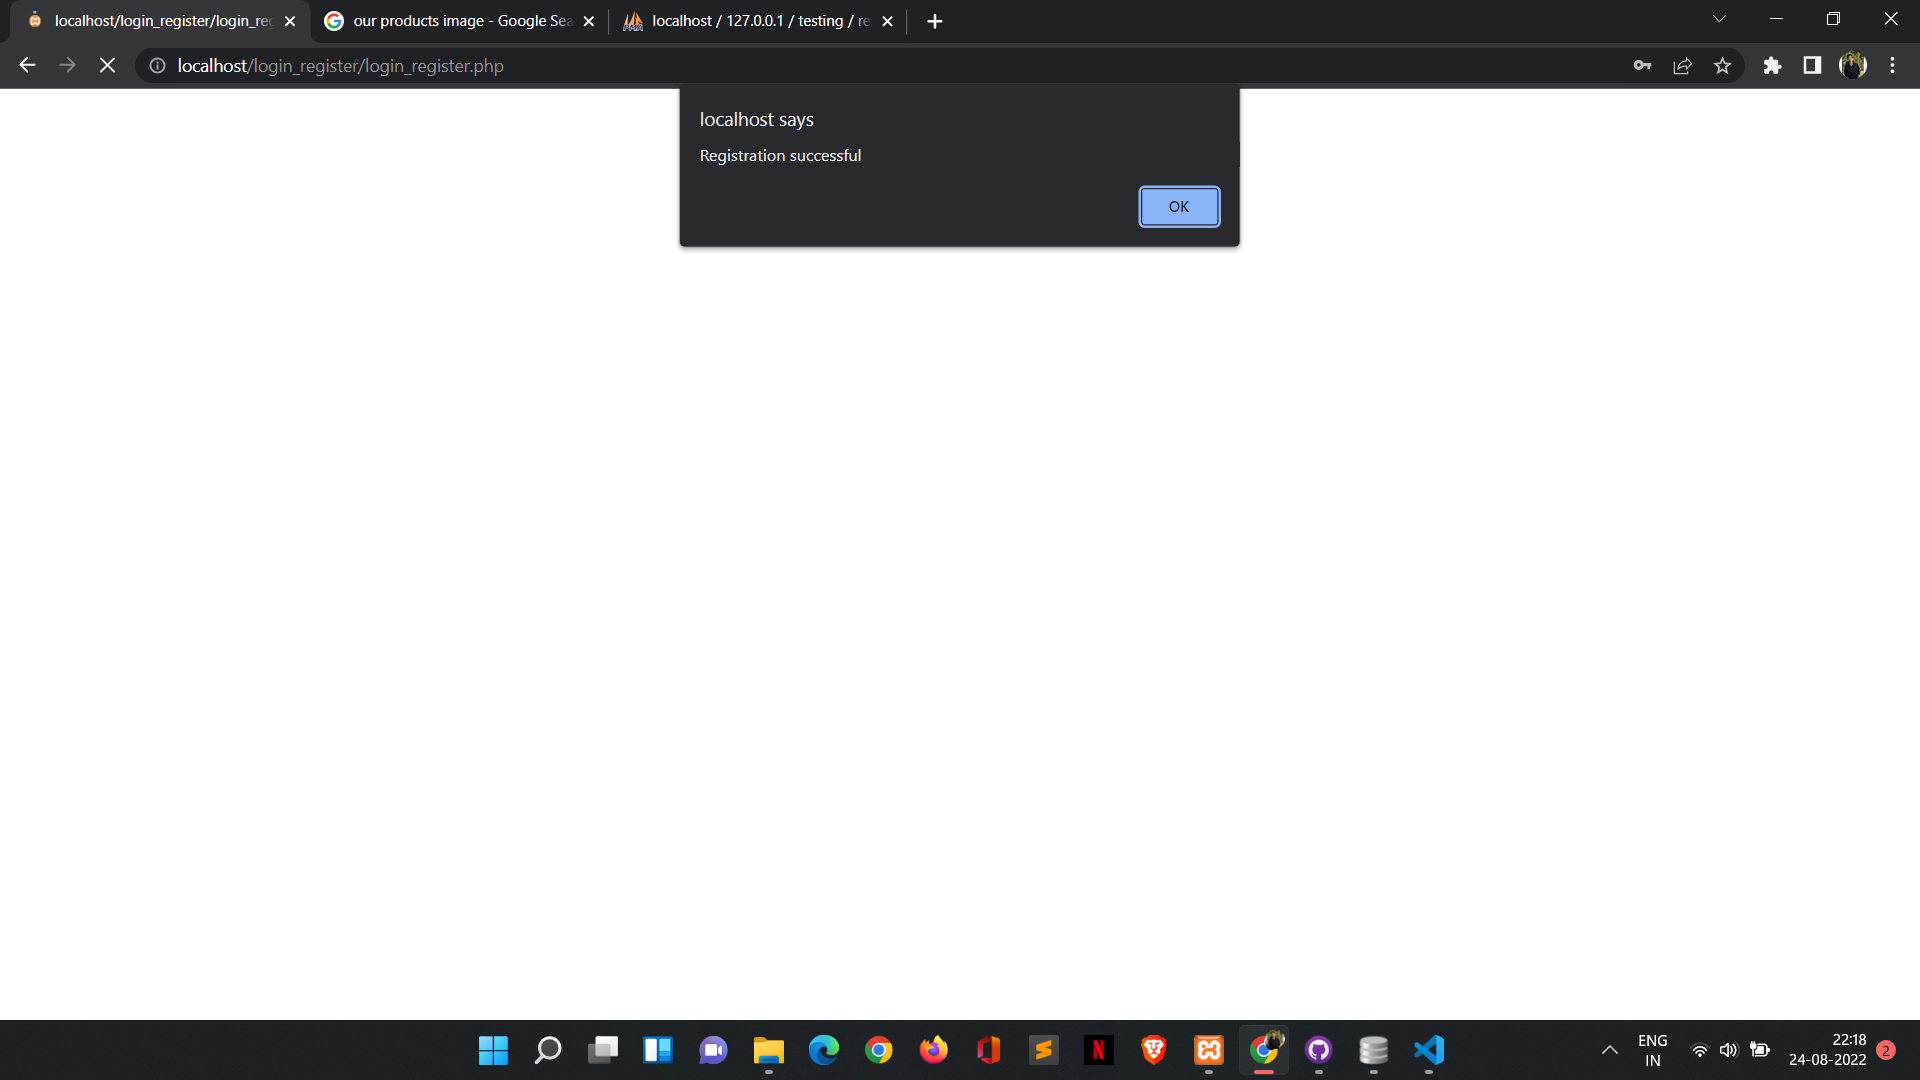 localhost/login_register/login_reg
our products image - Google Sea
localhost / 127.0.0.1 / testing / re
localhost/login_register/login_register.php
localhost says
Registration successful
OK
ENG
IN
22:18
24-08-2022
2